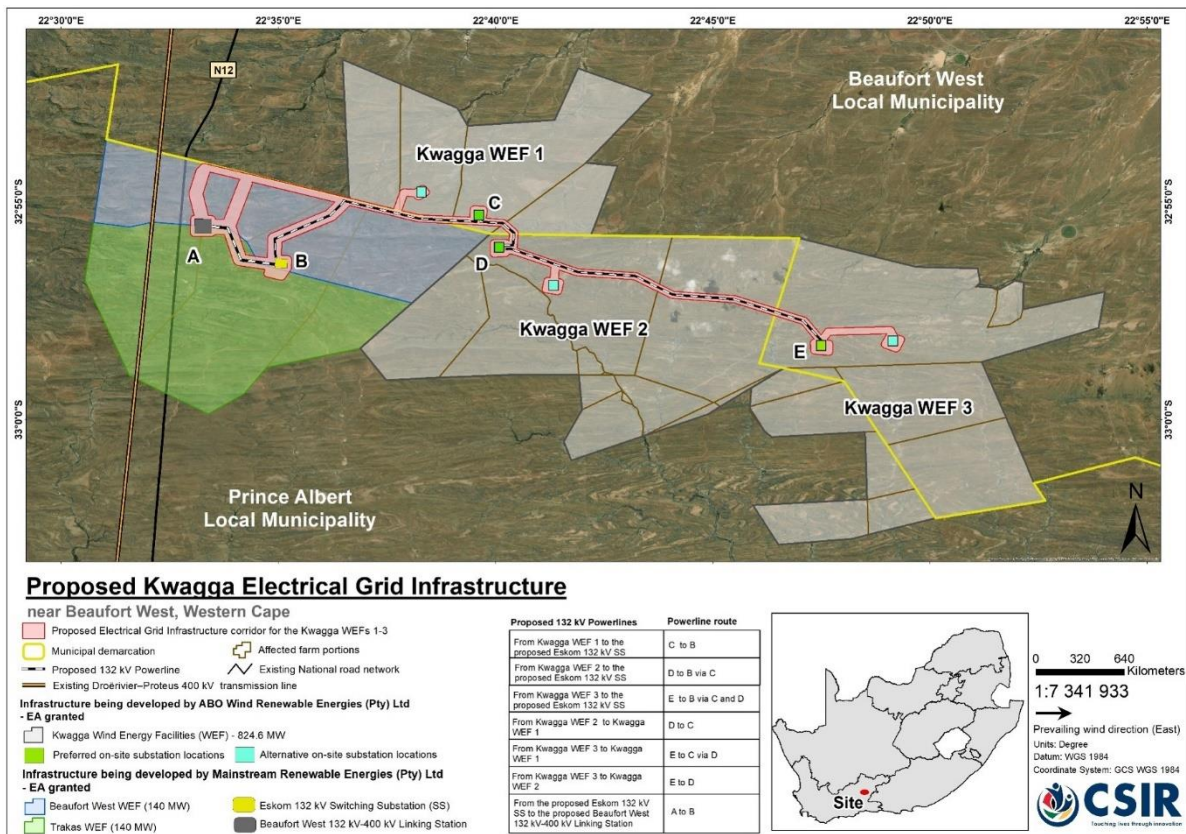 22°30'0"E 22°35'0"E 22°40'0"E 22°45'0"E 22°50'0"E 22°55'0"E
N12
Beaufort West
Local Municipality
Kwagga WEF 1
32°55'0"S
32°55'0"S
C
A
B
D
Kwagga WEF 2
E
Kwagga WEF 3
33°0'0"S
33°0'0"S
Prince Albert
Local Municipality
N
Proposed Kwagga Electrical Grid Infrastructure
near Beaufort West, Western Cape
Proposed Electrical Grid Infrastructure corridor for the Kwagga WEFs 1-3
Municipal demarcation Affected farm portions
Proposed 132 kV Powerline Existing National road network
Existing Droërivier–Proteus 400 kV transmission line
Infrastructure being developed by ABO Wind Renewable Energies (Pty) Ltd
- EA granted
Kwagga Wind Energy Facilities (WEF) - 824.6 MW
Preferred on-site substation locations Alternative on-site substation locations
Infrastructure being developed by Mainstream Renewable Energies (Pty) Ltd
- EA granted
Beaufort West WEF (140 MW) Eskom 132 kV Switching Substation (SS)
Trakas WEF (140 MW) Beaufort West 132 kV-400 kV Linking Station
Proposed 132 kV Powerlines Powerline route
From Kwagga WEF 1 to the
proposed Eskom 132 kV SS
C to B
From Kwagga WEF 2 to the
proposed Eskom 132 kV SS
D to B via C
From Kwagga WEF 3 to the
proposed Eskom 132 kV SS
E to B via C and D
From Kwagga WEF 2 to Kwagga
WEF 1
D to C
From Kwagga WEF 3 to Kwagga
WEF 1
E to C via D
From Kwagga WEF 3 to Kwagga
WEF 2
E to D
From the proposed Eskom 132 kV
SS to the proposed Beaufort West
132 kV-400 kV Linking Station
A to B
Site
0 320 640
Kilometers
1:7 341 933
Prevailing wind direction (East)
Units: Degree
Datum: WGS 1984
Coordinate System: GCS WGS 1984
CSIR
Touching lives through innovation